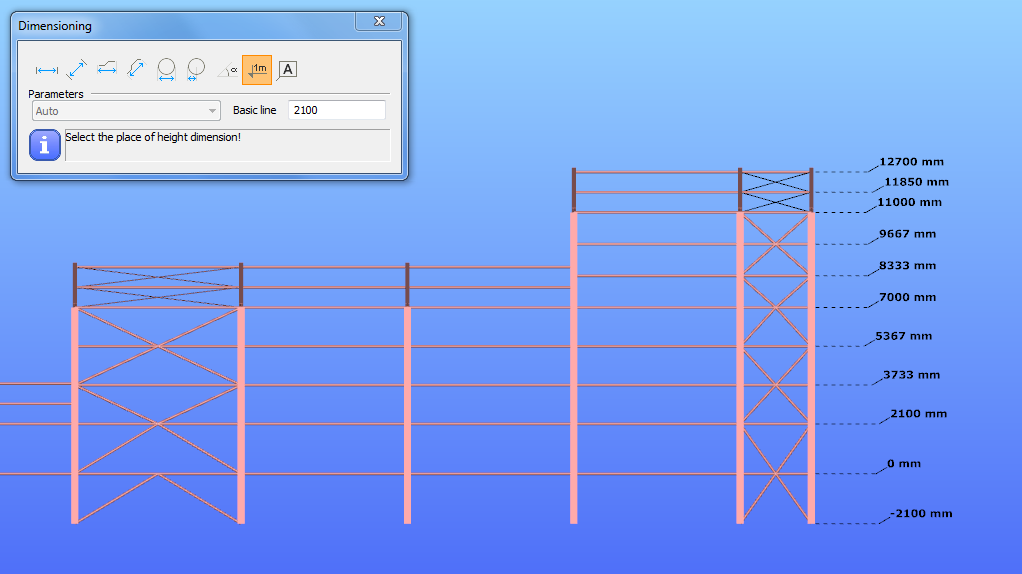 Dimensioning
1m
A
Parameters
Auto
Basic line
2100
Select the place of height dimension!
12700 mm
11850 mm
11000 mm
9667 mm
8333 mm
7000 mm
5367 mm
3733 mm
2100 mm
0 mm
-2100 mm